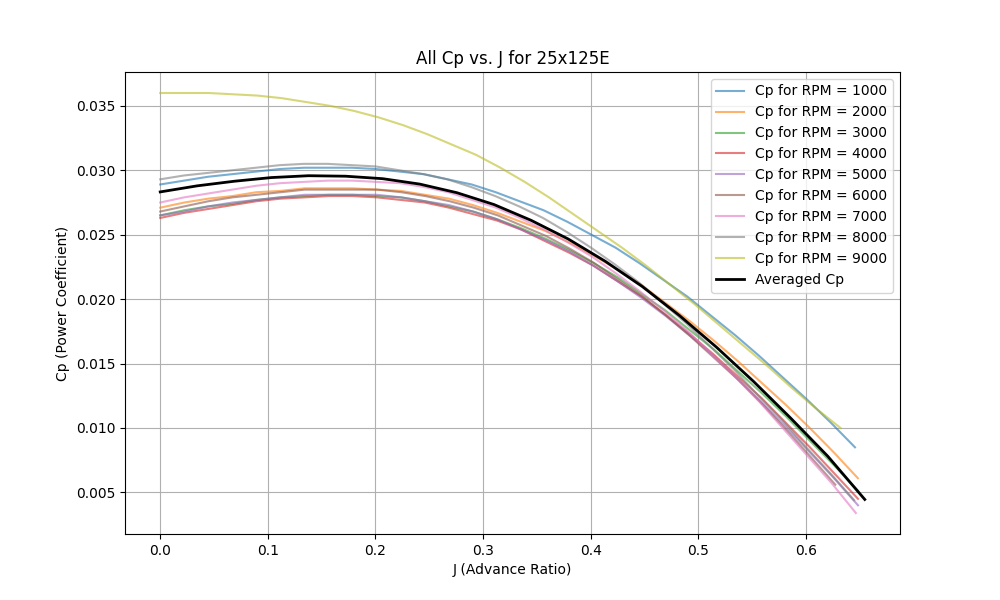 All Cp vs. J for 25x125E
Cp (Power Coefficient)
0.035
0.030
0.025
0.020
0.015
0.010
0.005
Cp for RPM = 1000
Cp for RPM = 2000
Cp for RPM = 3000
Cp for RPM = 4000
Cp for RPM = 5000
Cp for RPM = 6000
Cp for RPM = 7000
Cp for RPM = 8000
Cp for RPM = 9000
Averaged Cp
0.0 0.1 0.2 0.3 0.4 0.5 0.6
J (Advance Ratio)